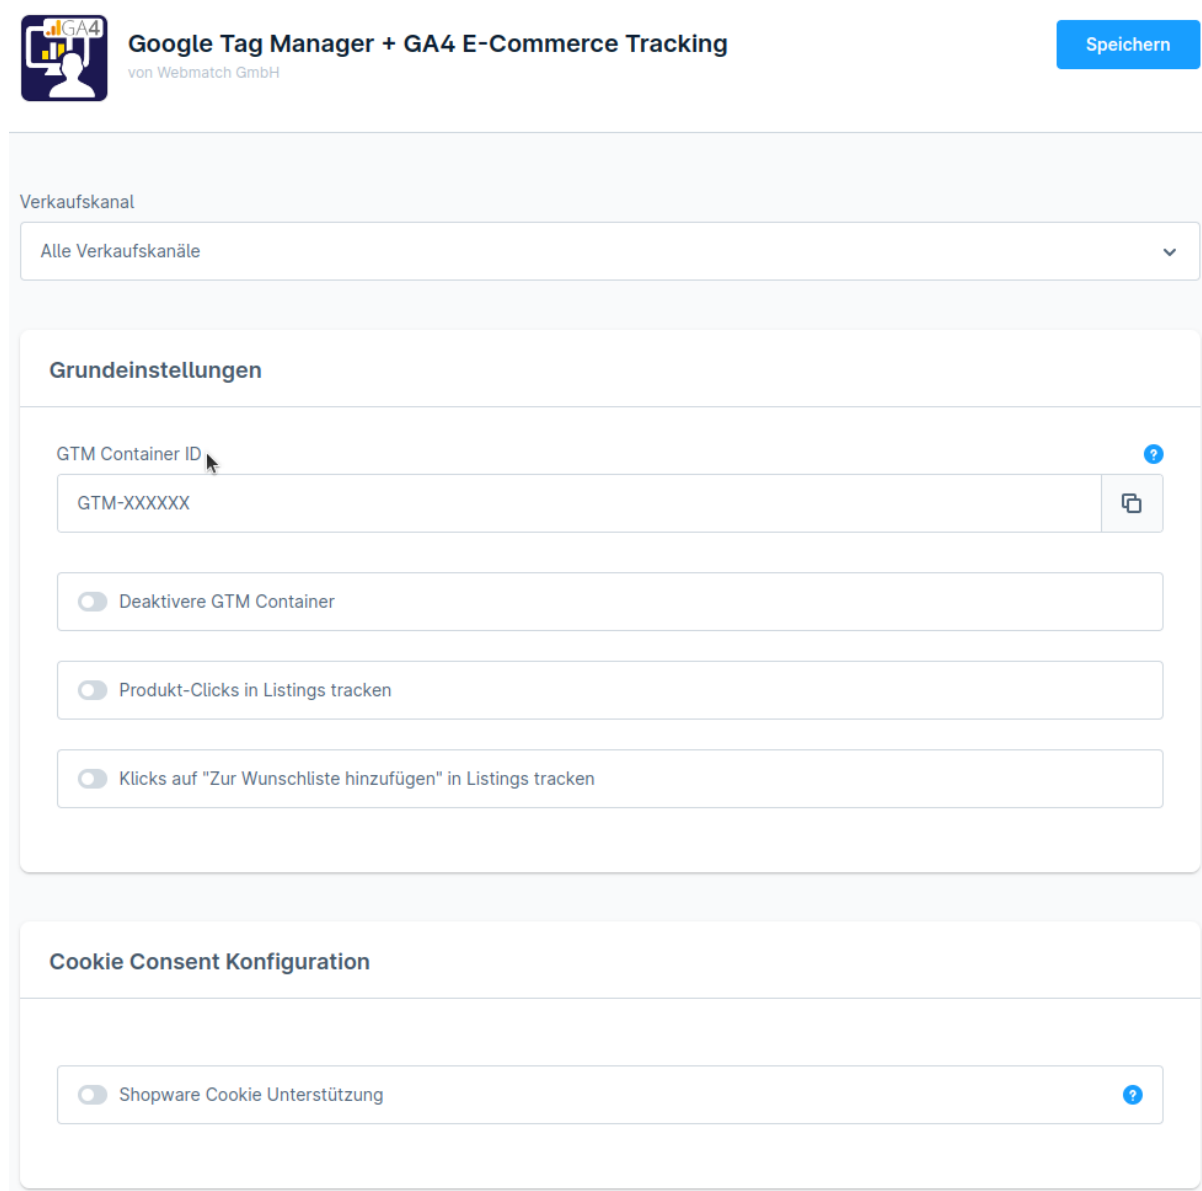 GA4
Google Tag Manager + GA4 E-Commerce Tracking
von Webmatch GmbH
Speichern
Verkaufskanal
Alle Verkaufskanäle
Grundeinstellungen
GTM Container ID
?
GTM-XXXXXX
Deaktivere GTM Container
Produkt-Clicks in Listings tracken
Klicks auf "Zur Wunschliste hinzufügen" in Listings tracken
Cookie Consent Konfiguration
Shopware Cookie Unterstützung
?